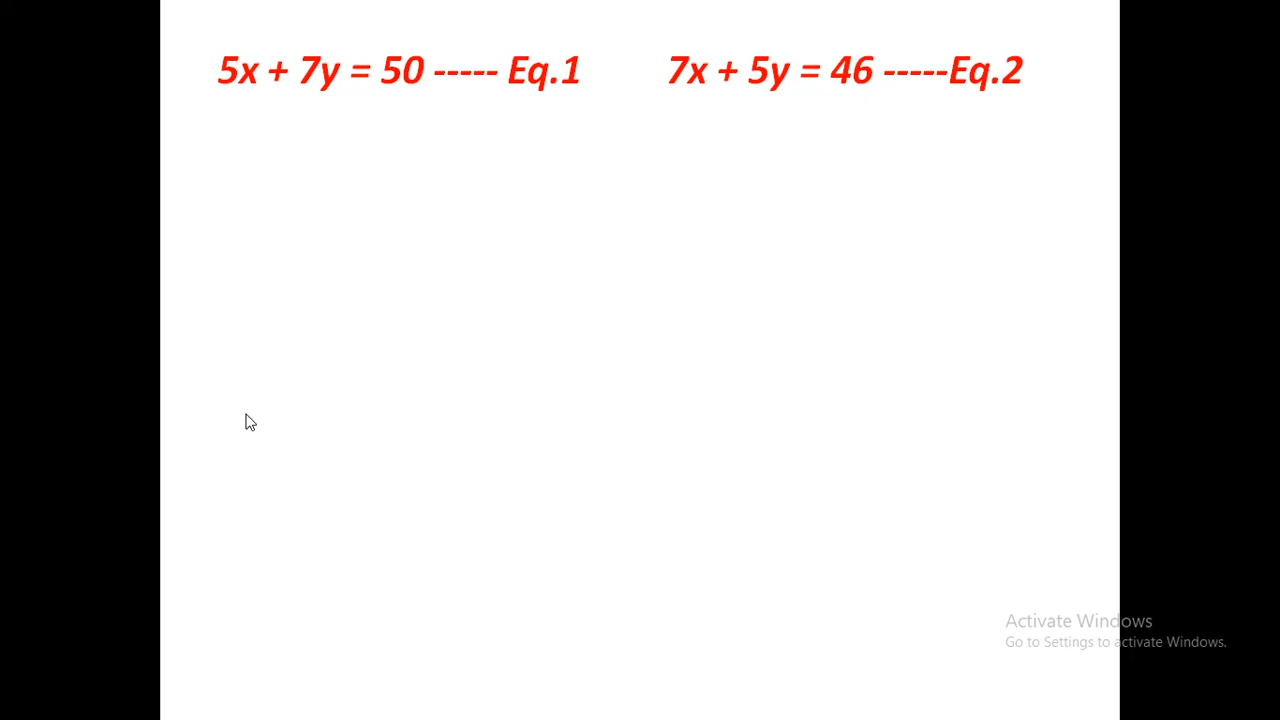 5x + 7y = 50 ----- Eq.1 7x + 5y = 46 -----Eq.2
Activate Windows
Go to Settings to activate Windows.